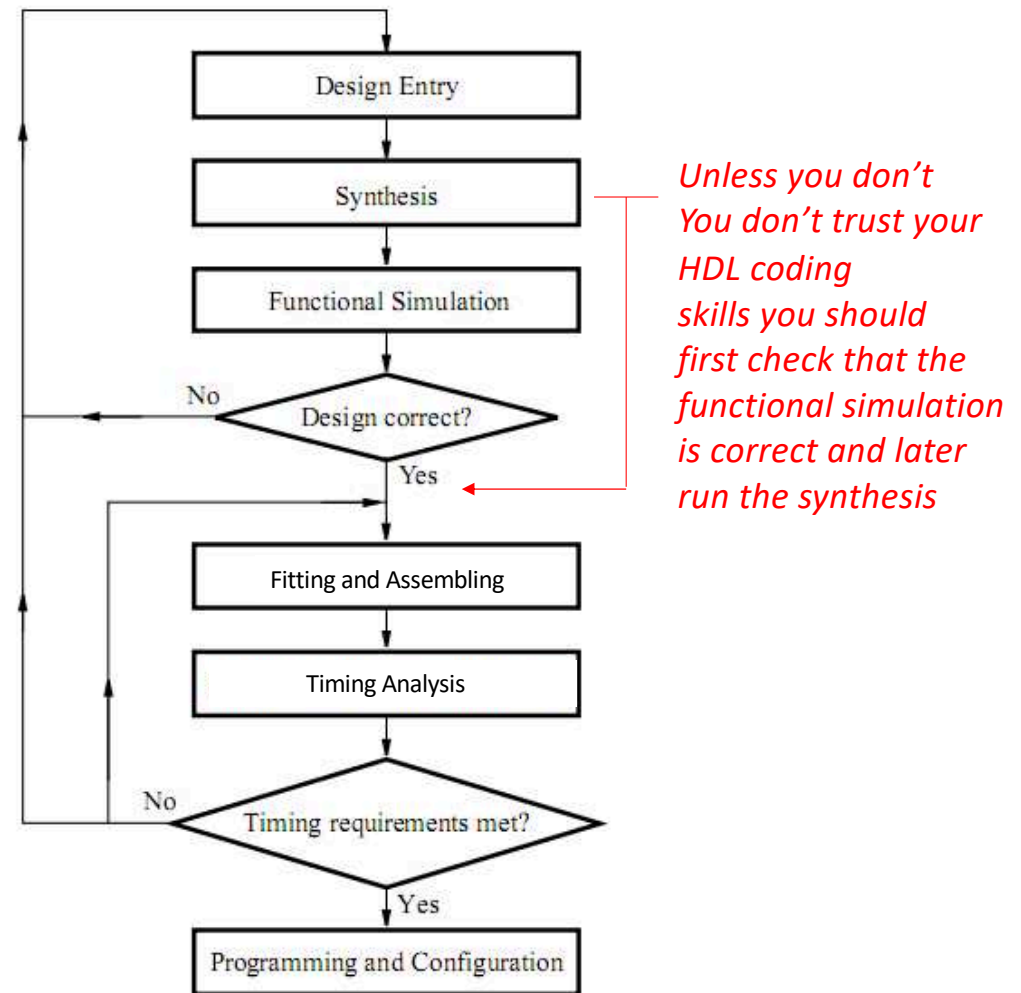 Design Entry
Synthesis
Functional Simulation
No
Design correct?
Yes
Fitting and Assembling
Timing Analysis
No
Timing requirements met?
Yes
Programming and Configuration
Unless you don’t
You don’t trust your
HDL coding
skills you should
first check that the
functional simulation
is correct and later
run the synthesis